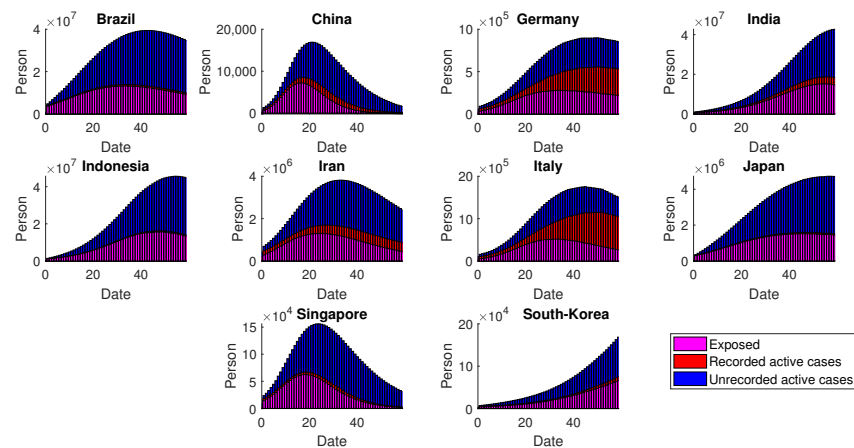 Brazil
×10⁷
4
2
0
Person
0 20 40
Date
China
20,000
10,000
0
Person
0 20 40
Date
Germany
×10⁵
10
5
0
Person
0 20 40
Date
India
×10⁷
4
2
0
Person
0 20 40
Date
Indonesia
×10⁷
4
2
0
Person
0 20 40
Date
Iran
×10⁶
4
2
0
Person
0 20 40
Date
Italy
×10⁵
20
10
0
Person
0 20 40
Date
Japan
×10⁶
4
2
0
Person
0 20 40
Date
Singapore
×10⁴
15
10
5
0
Person
0 20 40
Date
South-Korea
×10⁴
20
10
0
Person
0 20 40
Date
Exposed
Recorded active cases
Unrecorded active cases